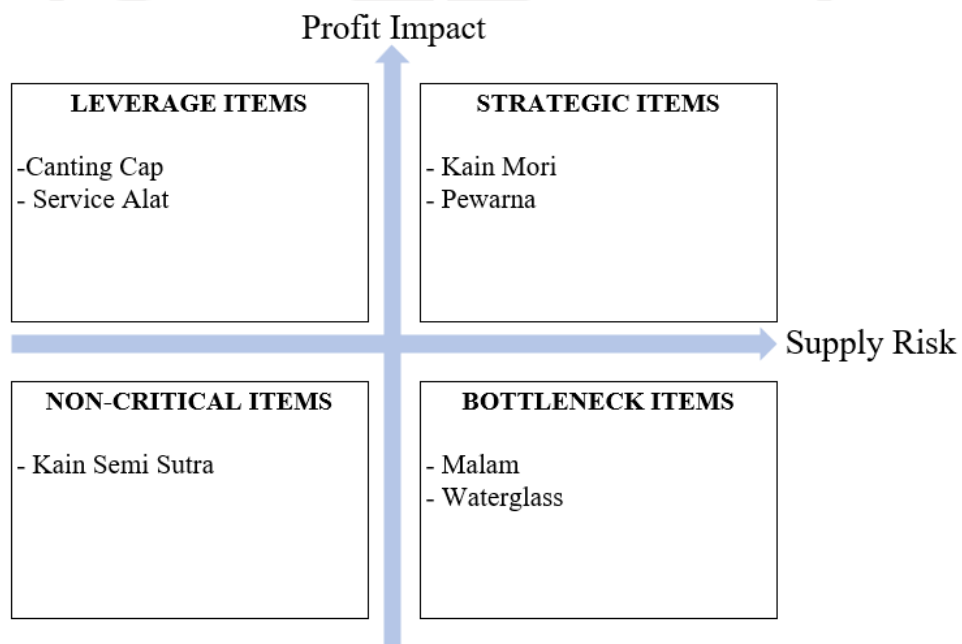 Profit Impact
LEVERAGE ITEMS
-Canting Cap
- Service Alat
STRATEGIC ITEMS
- Kain Mori
- Pewarna
Supply Risk
NON-CRITICAL ITEMS
- Kain Semi Sutra
BOTTLENECK ITEMS
- Malam
- Waterglass